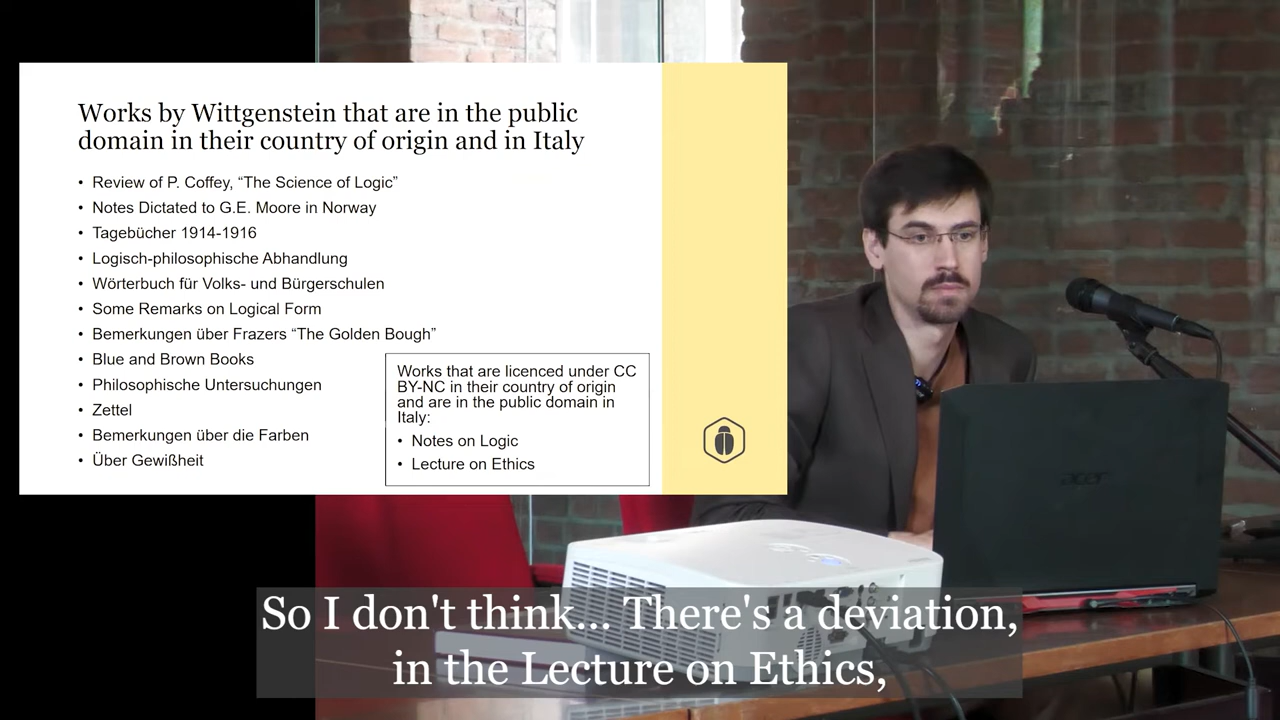 Works by Wittgenstein that are in the public
domain in their country of origin and in Italy
• Review of P. Coffey, “The Science of Logic”
• Notes Dictated to G.E. Moore in Norway
• Tagebücher 1914-1916
• Logisch-philosophische Abhandlung
• Wörterbuch für Volks- und Bürgerschulen
• Some Remarks on Logical Form
• Bemerkungen über Frazers “The Golden Bough”
• Blue and Brown Books
• Philosophische Untersuchungen
• Zettel
• Bemerkungen über die Farben
• Über Gewißheit
Works that are licenced under CC
BY-NC in their country of origin
and are in the public domain in
Italy:
• Notes on Logic
• Lecture on Ethics
acer
So I don't think... There's a deviation,
in the Lecture on Ethics,